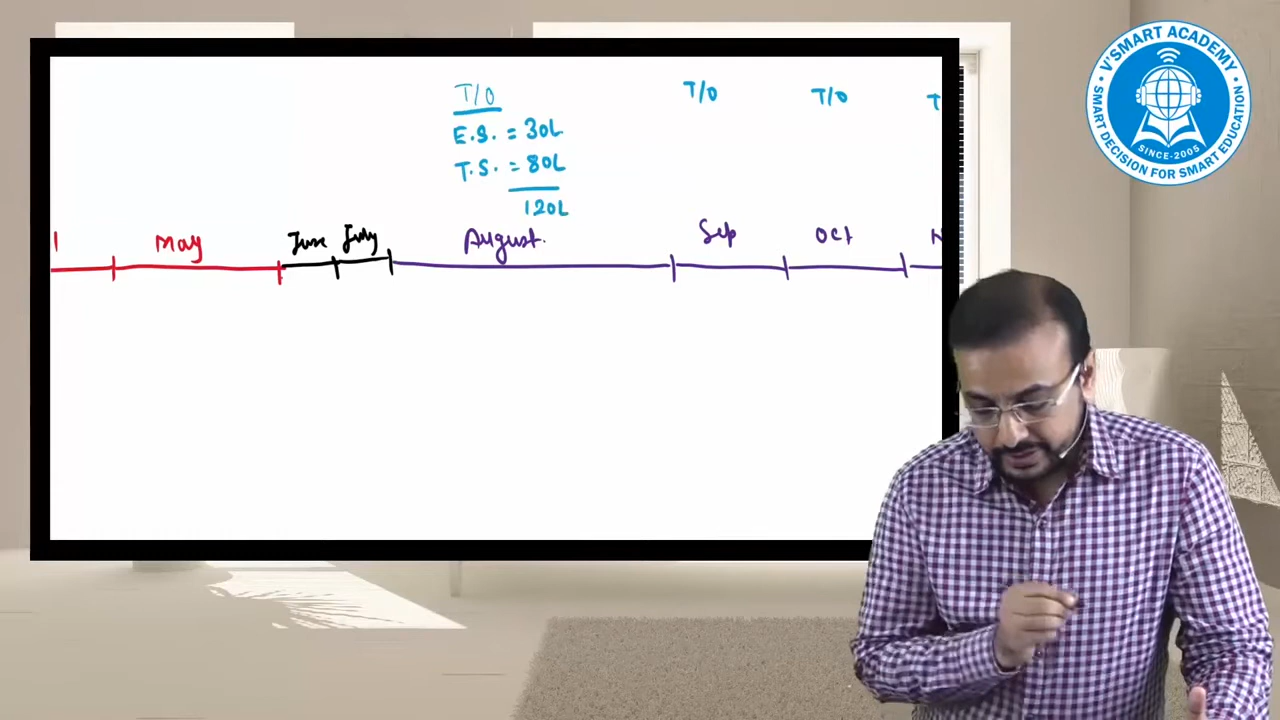 T/O T/O T/O T
E.S. = 30L
T.S. = 80L
120L
May June July August. Sep Oct N
V'SMART ACADEMY
SMART DECISION FOR SMART EDUCATION
SINCE-2005